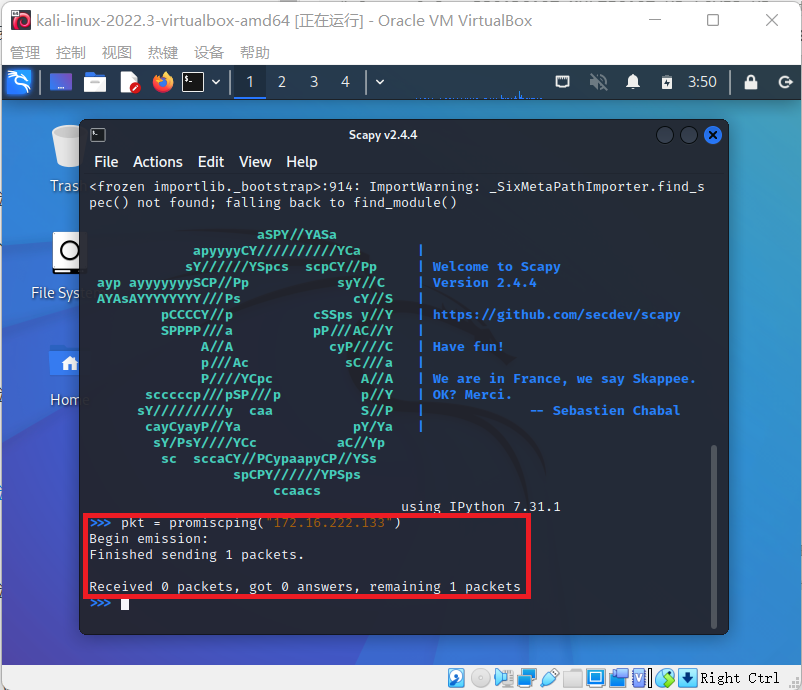 kali-linux-2022.3-virtualbox-amd64 [正在运行] - Oracle VM VirtualBox
管理 控制 视图 热键 设备 帮助
1 2 3 4 3:50
Scapy v2.4.4
File Actions Edit View Help
<frozen importlib._bootstrap>:914: ImportWarning: _SixMetaPathImporter.find_s
pec() not found; falling back to find_module()
aSPY//YASa
apyyyyCY//////////YCa |
sY//////YSpcs scpCY//Pp | Welcome to Scapy
ayp ayyyyyyySCP//Pp syY//C | Version 2.4.4
AYAsAYYYYYYYY///Ps cY//S |
pCCCCY//p cSSps y//Y | https://github.com/secdev/scapy
SPPPP///a pP///AC//Y |
A//A cyP////C | Have fun!
p///Ac sC///a |
P////YCpc A//A | We are in France, we say Skappee.
scccccp///pSP///p p//Y | OK? Merci.
sY/////////y caa S//P | -- Sebastien Chabal
cayCyayP//Ya pY/Ya |
sY/PsY////YCc aC//Yp
sc sccaCY//PCypaapyCP//YSs
spCPY//////YPSps
ccaacs
using IPython 7.31.1
>>> pkt = promiscping("172.16.222.133")
Begin emission:
Finished sending 1 packets.
Received 0 packets, got 0 answers, remaining 1 packets
>>>
Tras
File Sys
Home
Right Ctrl